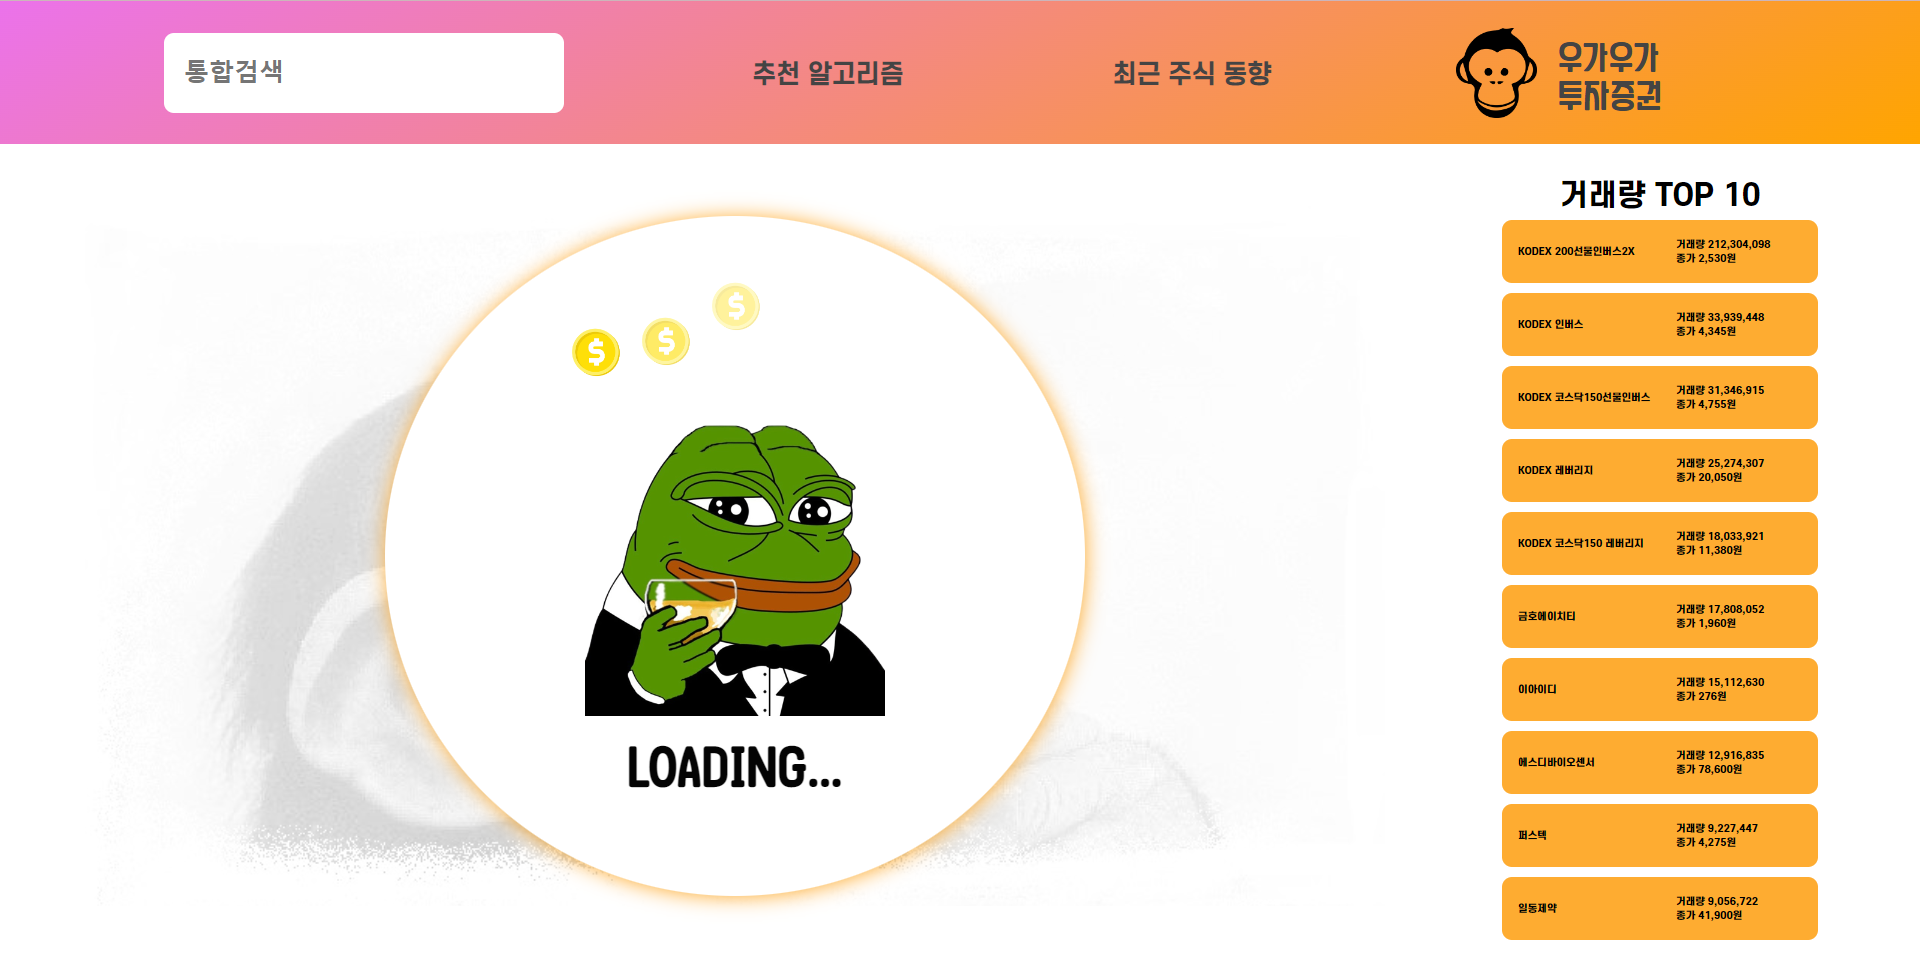 통합검색
추천 알고리즘
최근 주식 동향
우가우가
투자증권
LOADING...
거래량 TOP 10
KODEX 200선물인버스2X
거래량 212,304,098
종가 2,530원
KODEX 인버스
거래량 33,939,448
종가 4,345원
KODEX 코스닥150선물인버스
거래량 31,346,915
종가 4,755원
KODEX 레버리지
거래량 25,274,307
종가 20,050원
KODEX 코스닥150 레버리지
거래량 18,033,921
종가 11,380원
금호에이치티
거래량 17,808,052
종가 1,960원
이아이디
거래량 15,112,630
종가 276원
에스디바이오센서
거래량 12,916,835
종가 78,600원
퍼스텍
거래량 9,227,447
종가 4,275원
일동제약
거래량 9,056,722
종가 41,900원